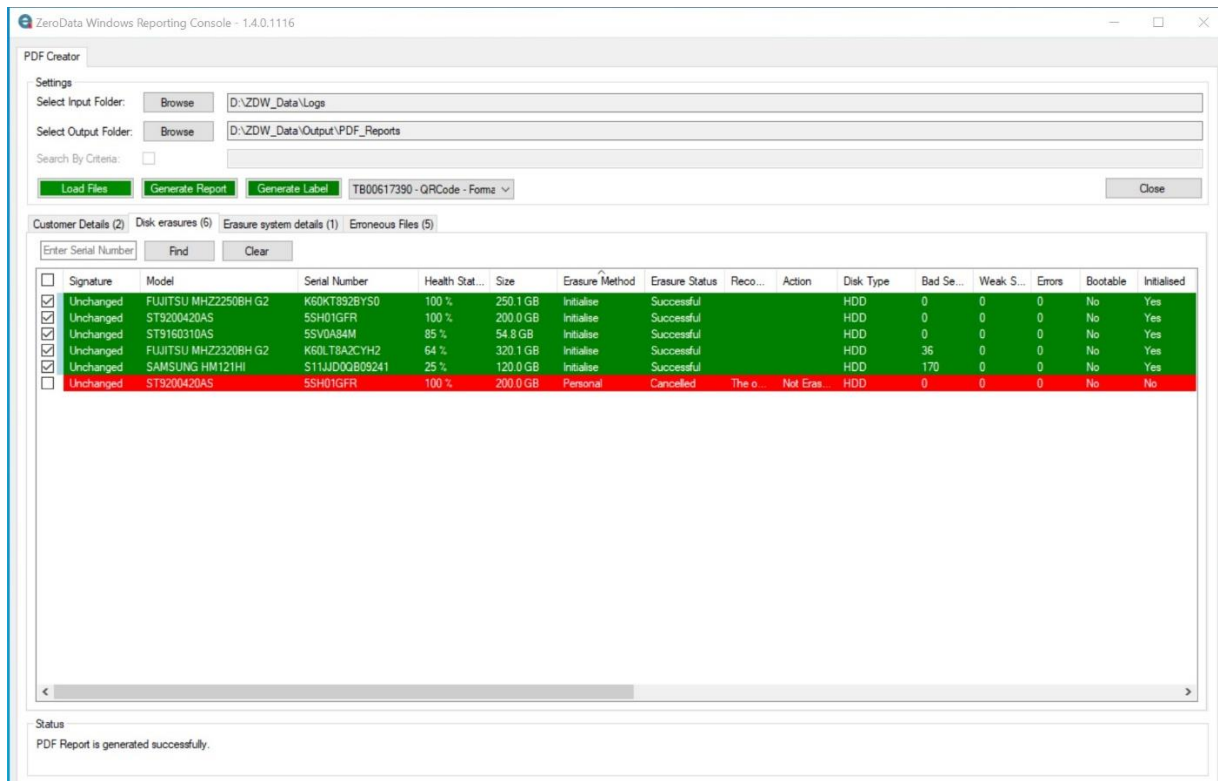 ZeroData Windows Reporting Console - 1.4.0.1116
PDF Creator
Settings
Select Input Folder: Browse D:\ZDW_Data\Logs
Select Output Folder: Browse D:\ZDW_Data\Output\PDF_Reports
Search By Criteria:
Load Files Generate Report Generate Label TB00617390 - QRCode - Forma Close
Customer Details (2) Disk erasures (6) Erasure system details (1) Erroneous Files (5)
Enter Serial Number Find Clear
Signature Model Serial Number Health Stat... Size Erasure Method Erasure Status Reco... Action Disk Type Bad Se... Weak S... Errors Bootable Initialised
Unchanged FUJITSU MHZ2250BH G2 K60KT892BYS0 100 % 250.1 GB Initialise Successful HDD 0 0 0 No Yes
Unchanged ST9200420AS 5SH01GFR 100 % 200.0 GB Initialise Successful HDD 0 0 0 No Yes
Unchanged ST9160310AS 5SV0A84M 85 % 54.8 GB Initialise Successful HDD 0 0 0 No Yes
Unchanged FUJITSU MHZ2320BH G2 K60LT8A2CYH2 64 % 320.1 GB Initialise Successful HDD 36 0 0 No Yes
Unchanged SAMSUNG HM121HI S11JJD0QB09241 25 % 120.0 GB Initialise Successful HDD 170 0 0 No Yes
Unchanged ST9200420AS 5SH01GFR 100 % 200.0 GB Personal Cancelled The o... Not Eras... HDD 0 0 0 No No
Status
PDF Report is generated successfully.